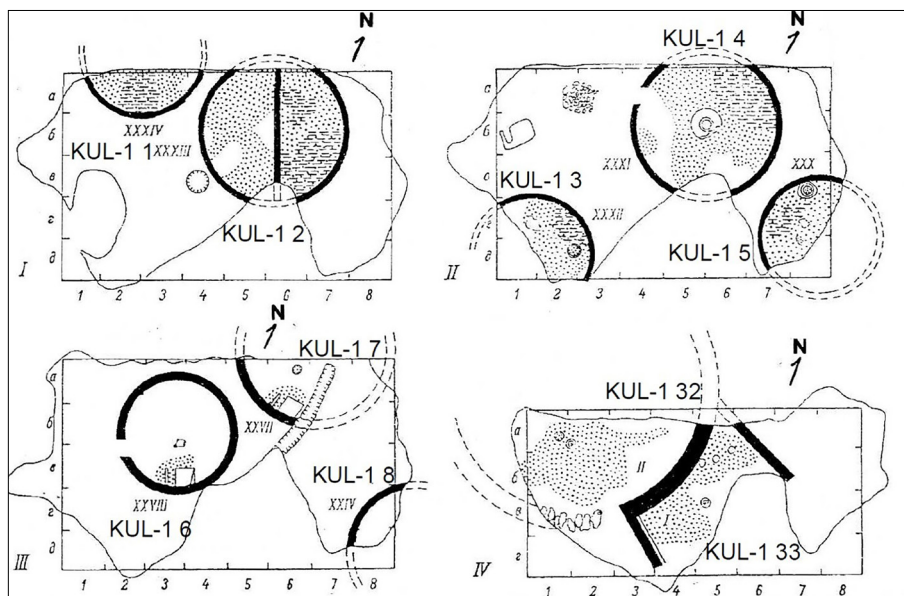 N
а
б
в
г
д
XXXIV
KUL-1 1
XXXIII
KUL-1 2
I
1 2 3 4 5 6 7 8
N
KUL-1 4
а
б
с
г
д
XXXI
XXX
KUL-1 3
XXXII
KUL-1 5
II
1 2 3 4 5 6 7
N
KUL-1 7
а
б
в
г
д
XXVII
KUL-1 8
XXVIII
XXIV
KUL-1 6
III
1 2 3 4 5 6 7 8
N
KUL-1 32
а
б
в
г
II
I
KUL-1 33
IV
1 2 3 4 5 6 7 8